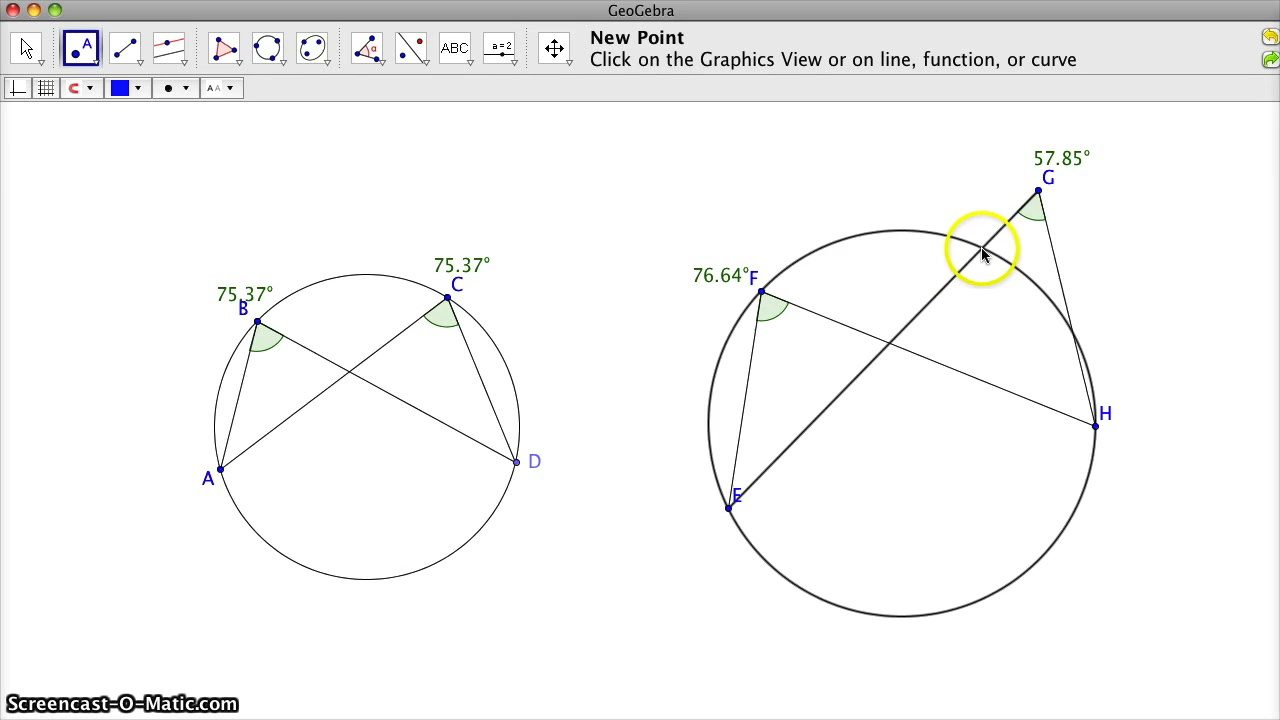 GeoGebra
A
α
ABC
a=2
New Point
Click on the Graphics View or on line, function, or curve
A A
57.85°
G
75.37°
C
75.37°
B
76.64°
F
H
D
A
E
Screencast-O-Matic.com